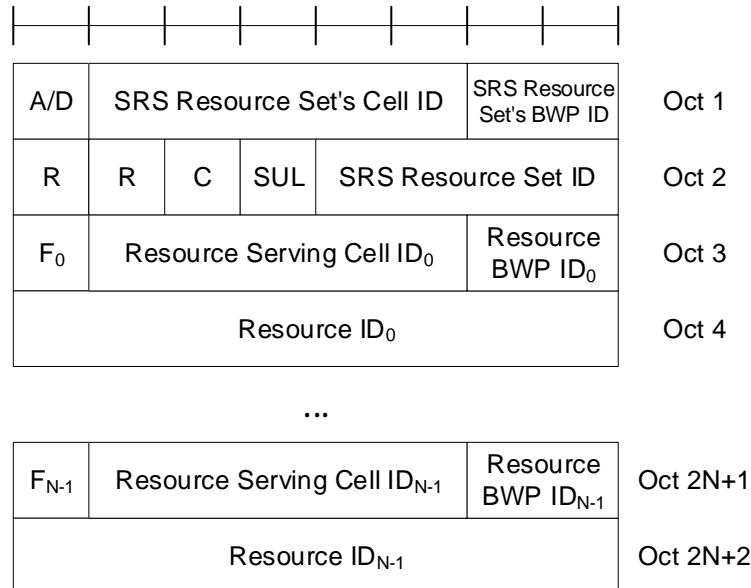 A/D SRS Resource Set's Cell ID SRS Resource Set's BWP ID Oct 1
R R C SUL SRS Resource Set ID Oct 2
F0 Resource Serving Cell ID0 Resource BWP ID0 Oct 3
Resource ID0 Oct 4
...
FN-1 Resource Serving Cell IDN-1 Resource BWP IDN-1 Oct 2N+1
Resource IDN-1 Oct 2N+2